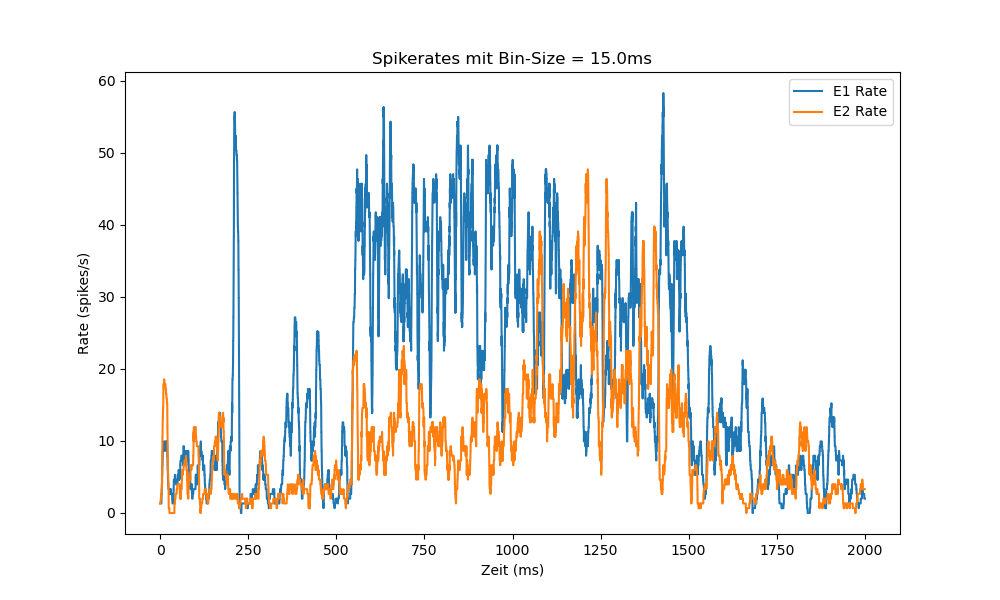 Spikerates mit Bin-Size = 15.0ms
E1 Rate
E2 Rate
60
50
40
30
20
10
0
Rate (spikes/s)
0 250 500 750 1000 1250 1500 1750 2000
Zeit (ms)